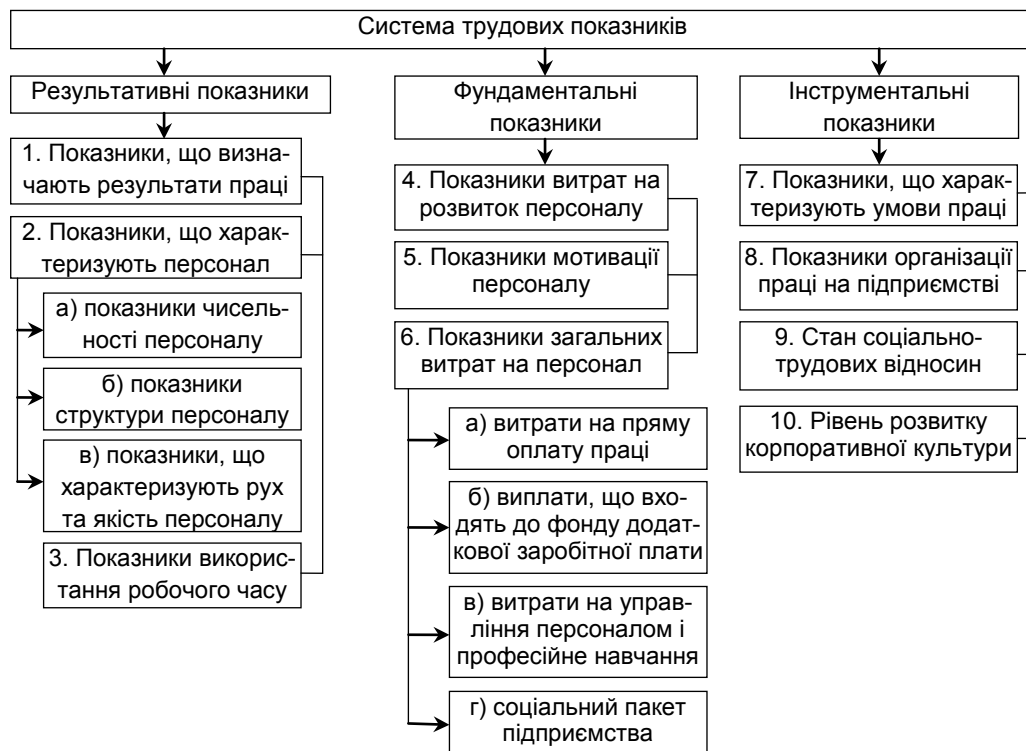 Система трудових показників
Результативні показники
1. Показники, що визна-
чають результати праці
2. Показники, що харак-
теризують персонал
а) показники чисель-
ності персоналу
б) показники
структури персоналу
в) показники, що
характеризують рух
та якість персоналу
3. Показники викорис-
тання робочого часу
Фундаментальні
показники
4. Показники витрат на
розвиток персоналу
5. Показники мотивації
персоналу
6. Показники загальних
витрат на персонал
а) витрати на пряму
оплату праці
б) виплати, що вхо-
дять до фонду додат-
кової заробітної плати
в) витрати на управ-
ління персоналом і
професійне навчання
г) соціальний пакет
підприємства
Інструментальні
показники
7. Показники, що харак-
теризують умови праці
8. Показники організації
праці на підприємстві
9. Стан соціально-
трудових відносин
10. Рівень розвитку
корпоративної культури